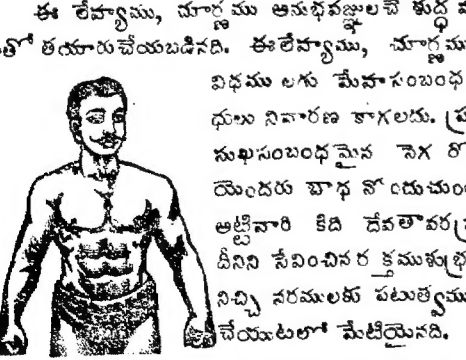 ఈ లేహ్యము, చూర్ణము అనుభవజ్ఞులచే శుద్ధ
తో తయారుచేయబడినది. ఈలేహ్యము, చూర్ణము
విధము లగు మేహసంబంధ
ధులు నివారణ కాగలదు.
సుఖసంబంధ మైన సెగ రో
యెందరు బాధ నోందుచుం
అట్టివారి కిది దేవతావర
దీనిని సేవించినర క్తముశుభ్ర
నిచ్చి నరములకు పటుత్వము
చేయుటలో మేటియైనది.